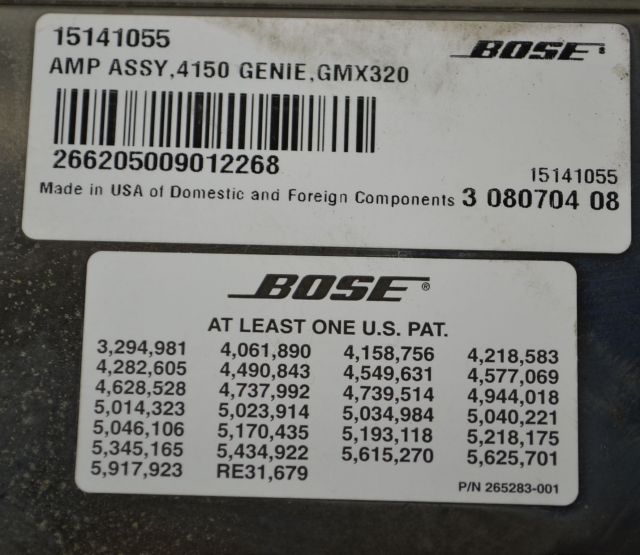 15141055 BOSE®
AMP ASSY,4150 GENIE,GMX320
266205009012268
15141055
Made in USA of Domestic and Foreign Components 3 080704 08
BOSE®
AT LEAST ONE U.S. PAT.
3,294,981 4,061,890 4,158,756 4,218,583
4,282,605 4,490,843 4,549,631 4,577,069
4,628,528 4,737,992 4,739,514 4,944,018
5,014,323 5,023,914 5,034,984 5,040,221
5,046,106 5,170,435 5,193,118 5,218,175
5,345,165 5,434,922 5,615,270 5,625,701
5,917,923 RE31,679
P/N 265283-001